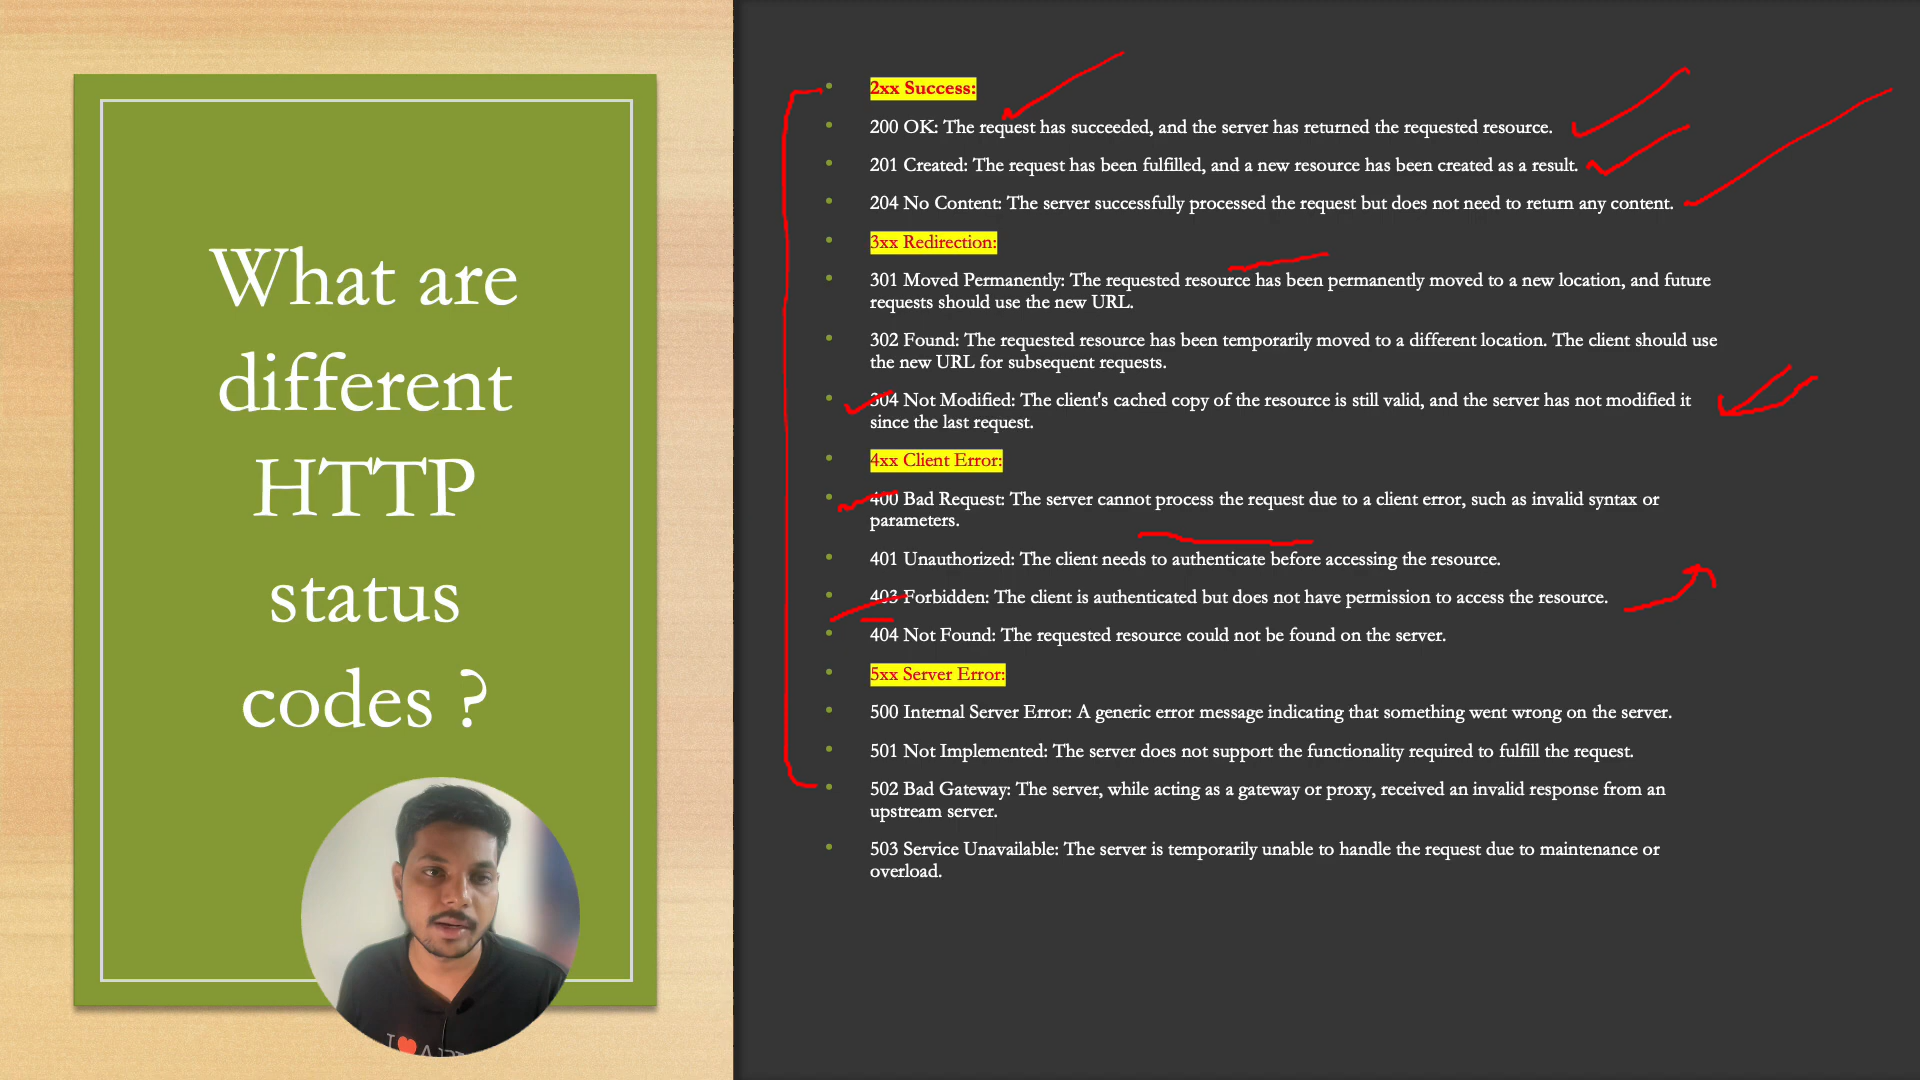 What are
different
HTTP
status
codes ?
2xx Success:
200 OK: The request has succeeded, and the server has returned the requested resource.
201 Created: The request has been fulfilled, and a new resource has been created as a result.
204 No Content: The server successfully processed the request but does not need to return any content.
3xx Redirection:
301 Moved Permanently: The requested resource has been permanently moved to a new location, and future
requests should use the new URL.
302 Found: The requested resource has been temporarily moved to a different location. The client should use
the new URL for subsequent requests.
304 Not Modified: The client's cached copy of the resource is still valid, and the server has not modified it
since the last request.
4xx Client Error:
400 Bad Request: The server cannot process the request due to a client error, such as invalid syntax or
parameters.
401 Unauthorized: The client needs to authenticate before accessing the resource.
403 Forbidden: The client is authenticated but does not have permission to access the resource.
404 Not Found: The requested resource could not be found on the server.
5xx Server Error:
500 Internal Server Error: A generic error message indicating that something went wrong on the server.
501 Not Implemented: The server does not support the functionality required to fulfill the request.
502 Bad Gateway: The server, while acting as a gateway or proxy, received an invalid response from an
upstream server.
503 Service Unavailable: The server is temporarily unable to handle the request due to maintenance or
overload.
I